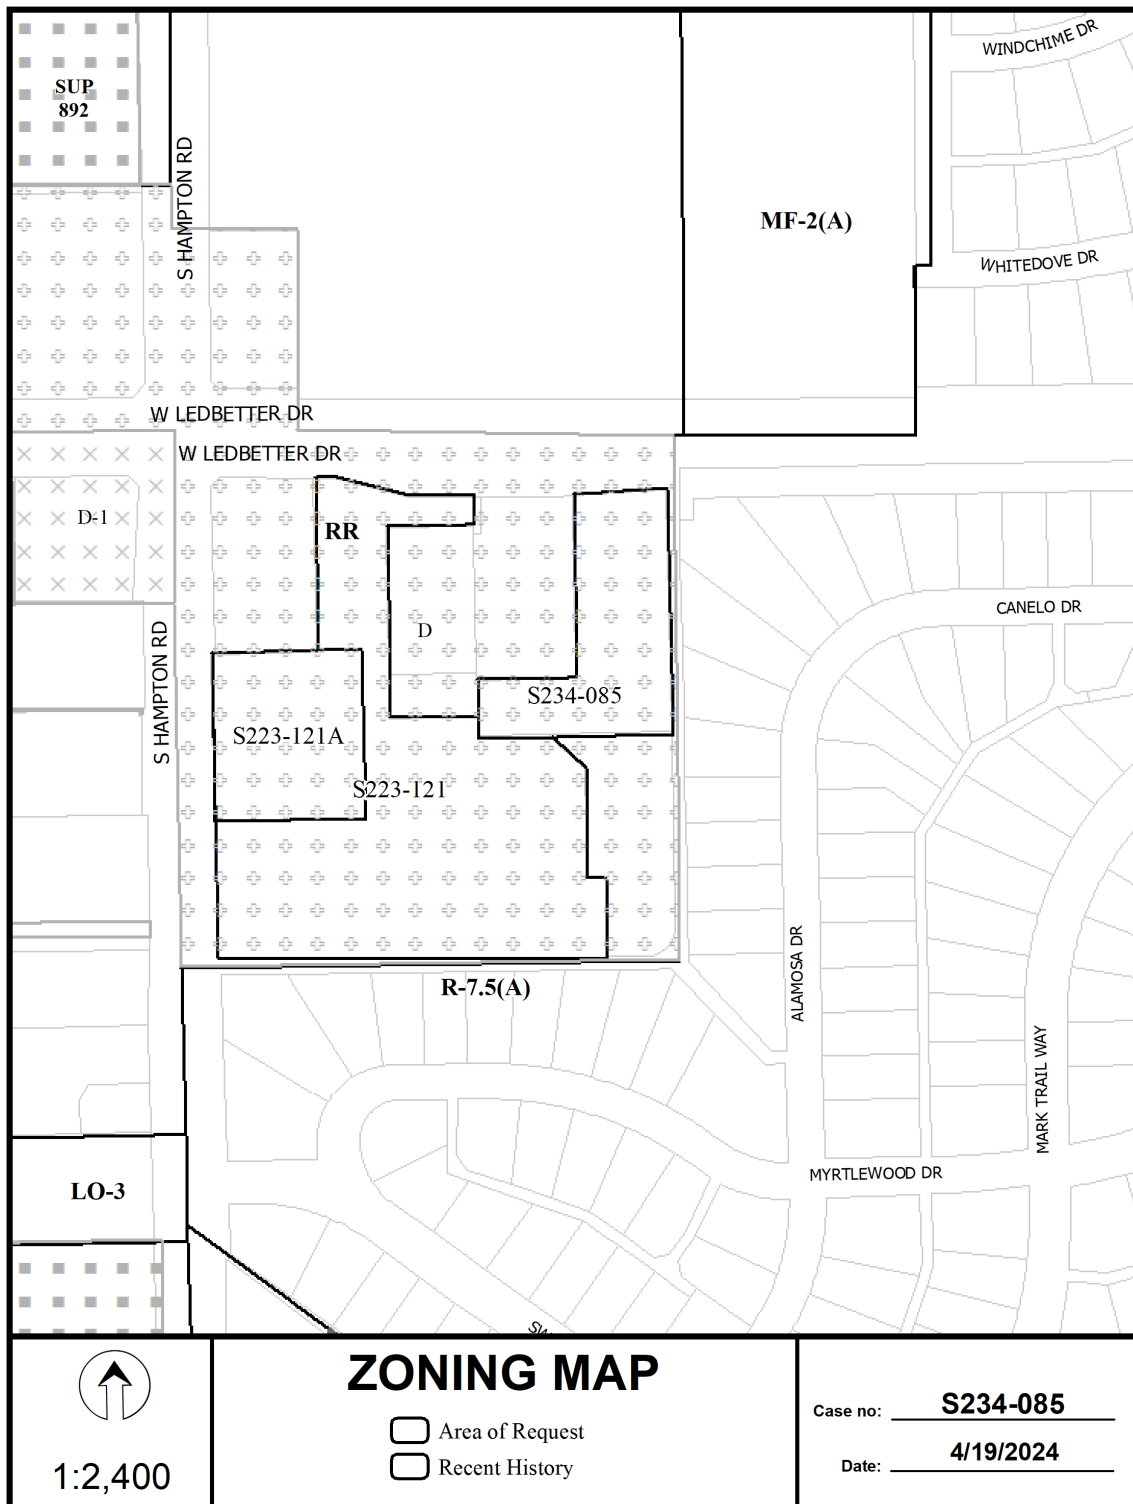 WINDCHIME DR
SUP
892
S HAMPTON RD
MF-2(A)
WHITEDOVE DR
W LEDBETTER DR
W LEDBETTER DR
D-1
RR
CANELO DR
D
S HAMPTON RD
S234-085
S223-121A
S223-121
ALAMOSA DR
R-7.5(A)
MARK TRAIL WAY
MYRTLEWOOD DR
LO-3
1:2,400
ZONING MAP
Area of Request
Recent History
Case no: S234-085
Date: 4/19/2024